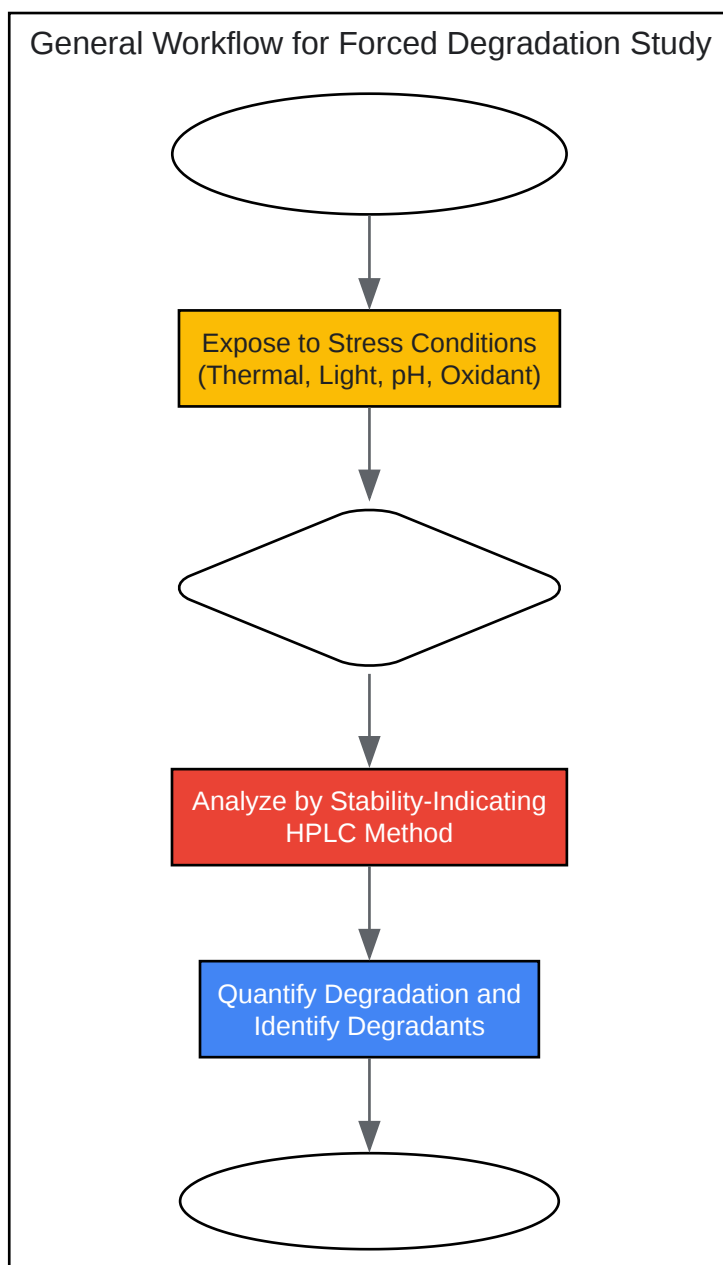 General Workflow for Forced Degradation Study
Expose to Stress Conditions
(Thermal, Light, pH, Oxidant)
Analyze by Stability-Indicating
HPLC Method
Quantify Degradation and
Identify Degradants